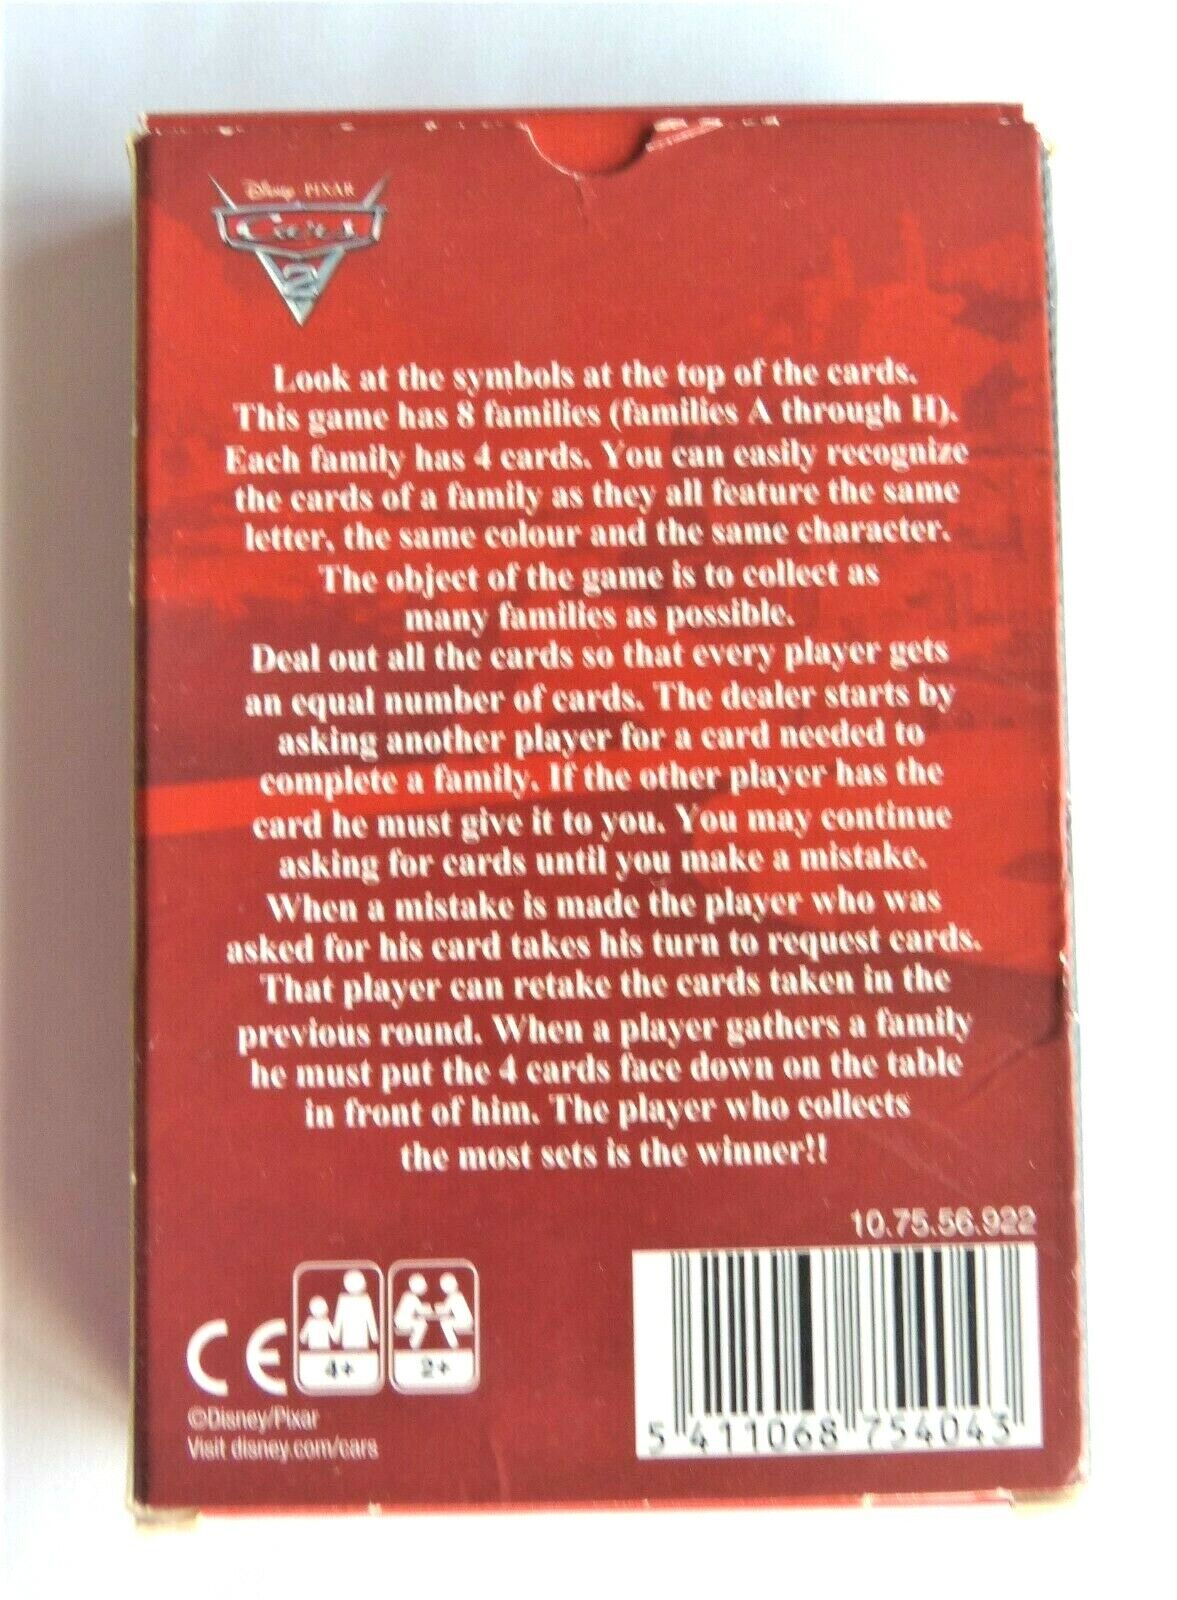 Disney PIXAR
Cars
2
Look at the symbols at the top of the cards.
This game has 8 families (families A through H).
Each family has 4 cards. You can easily recognize
the cards of a family as they all feature the same
letter, the same colour and the same character.
The object of the game is to collect as
many families as possible.
Deal out all the cards so that every player gets
an equal number of cards. The dealer starts by
asking another player for a card needed to
complete a family. If the other player has the
card he must give it to you. You may continue
asking for cards until you make a mistake.
When a mistake is made the player who was
asked for his card takes his turn to request cards.
That player can retake the cards taken in the
previous round. When a player gathers a family
he must put the 4 cards face down on the table
in front of him. The player who collects
the most sets is the winner!!
10.75.56.922
CE
4+
2+
©Disney/Pixar
Visit disney.com/cars
5 411068 754043